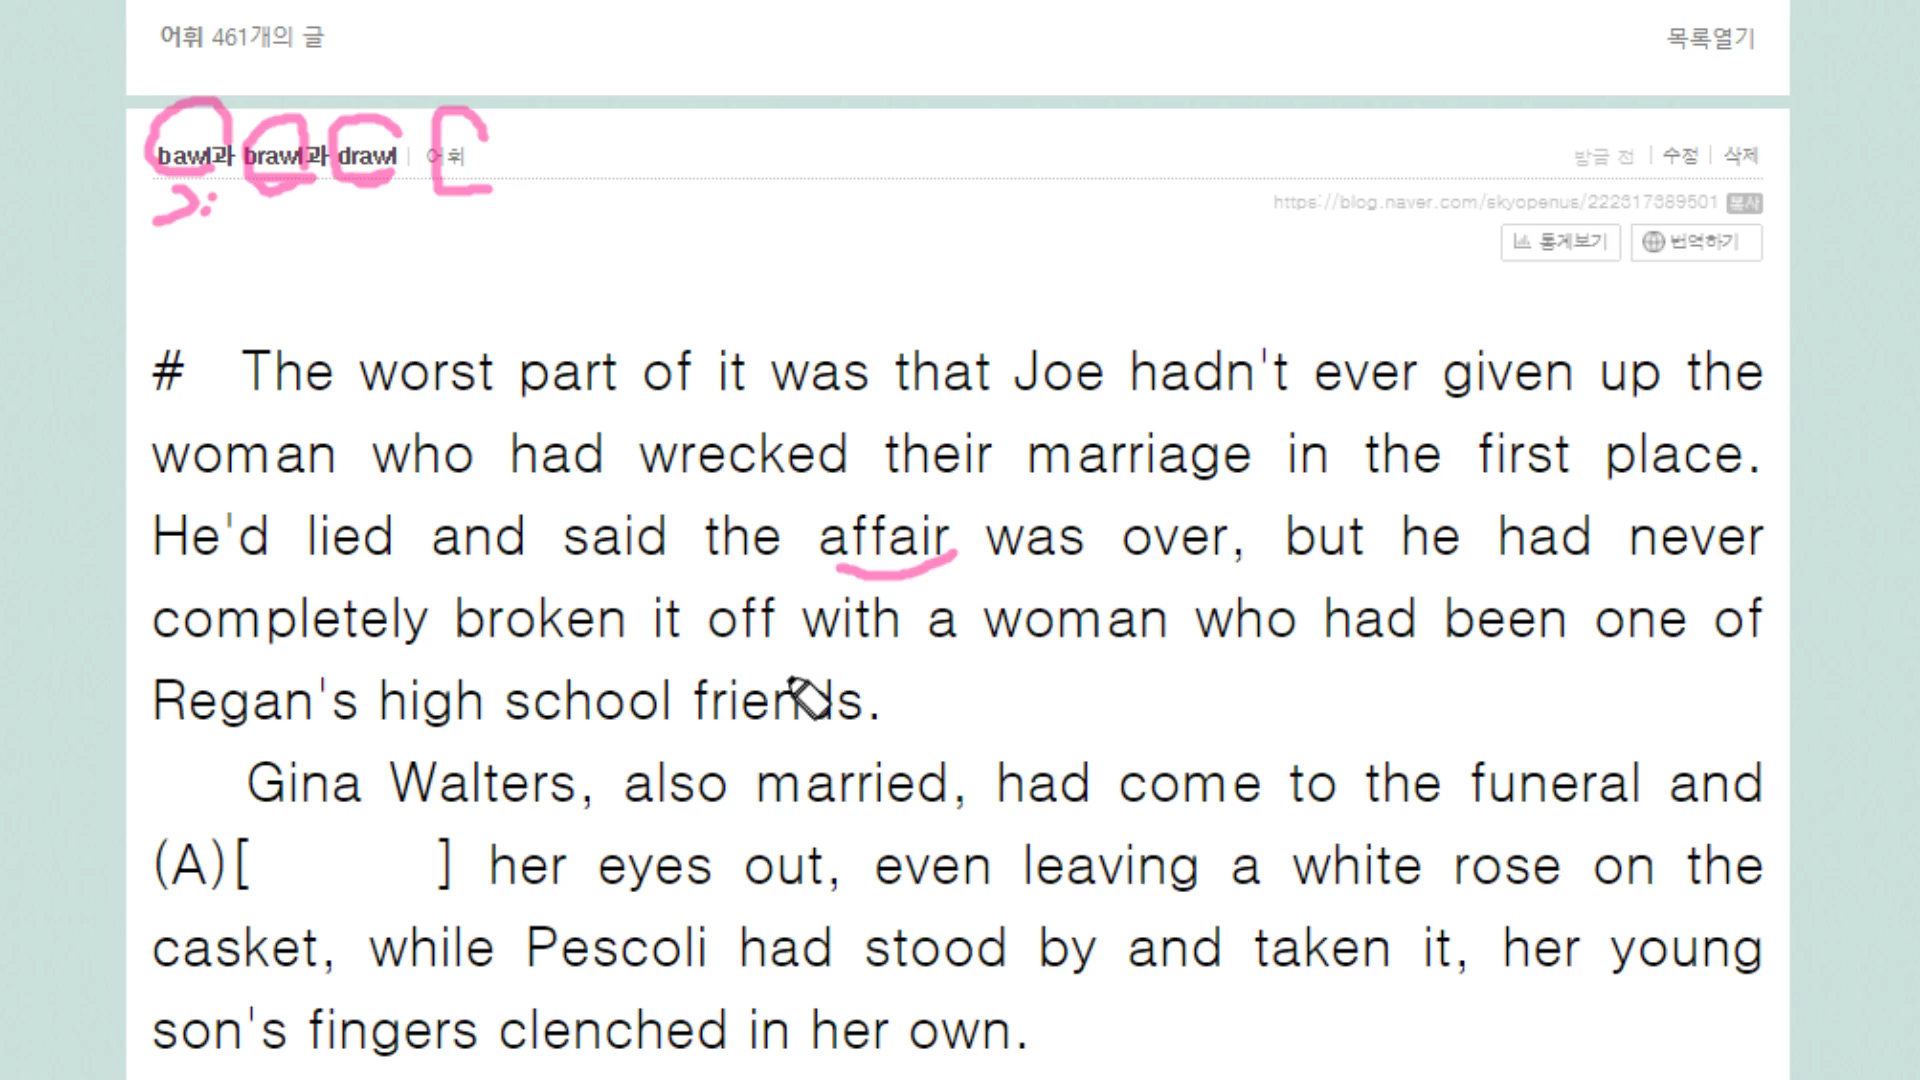 어휘 461개의 글
목록열기
bawl과 brawl과 drawl | 어휘
방금 전 | 수정 | 삭제
https://blog.naver.com/skyopenus/222817389501 복사
통계보기
번역하기
# The worst part of it was that Joe hadn't ever given up the
woman who had wrecked their marriage in the first place.
He'd lied and said the affair was over, but he had never
completely broken it off with a woman who had been one of
Regan's high school friends.
Gina Walters, also married, had come to the funeral and
(A)[ ] her eyes out, even leaving a white rose on the
casket, while Pescoli had stood by and taken it, her young
son's fingers clenched in her own.